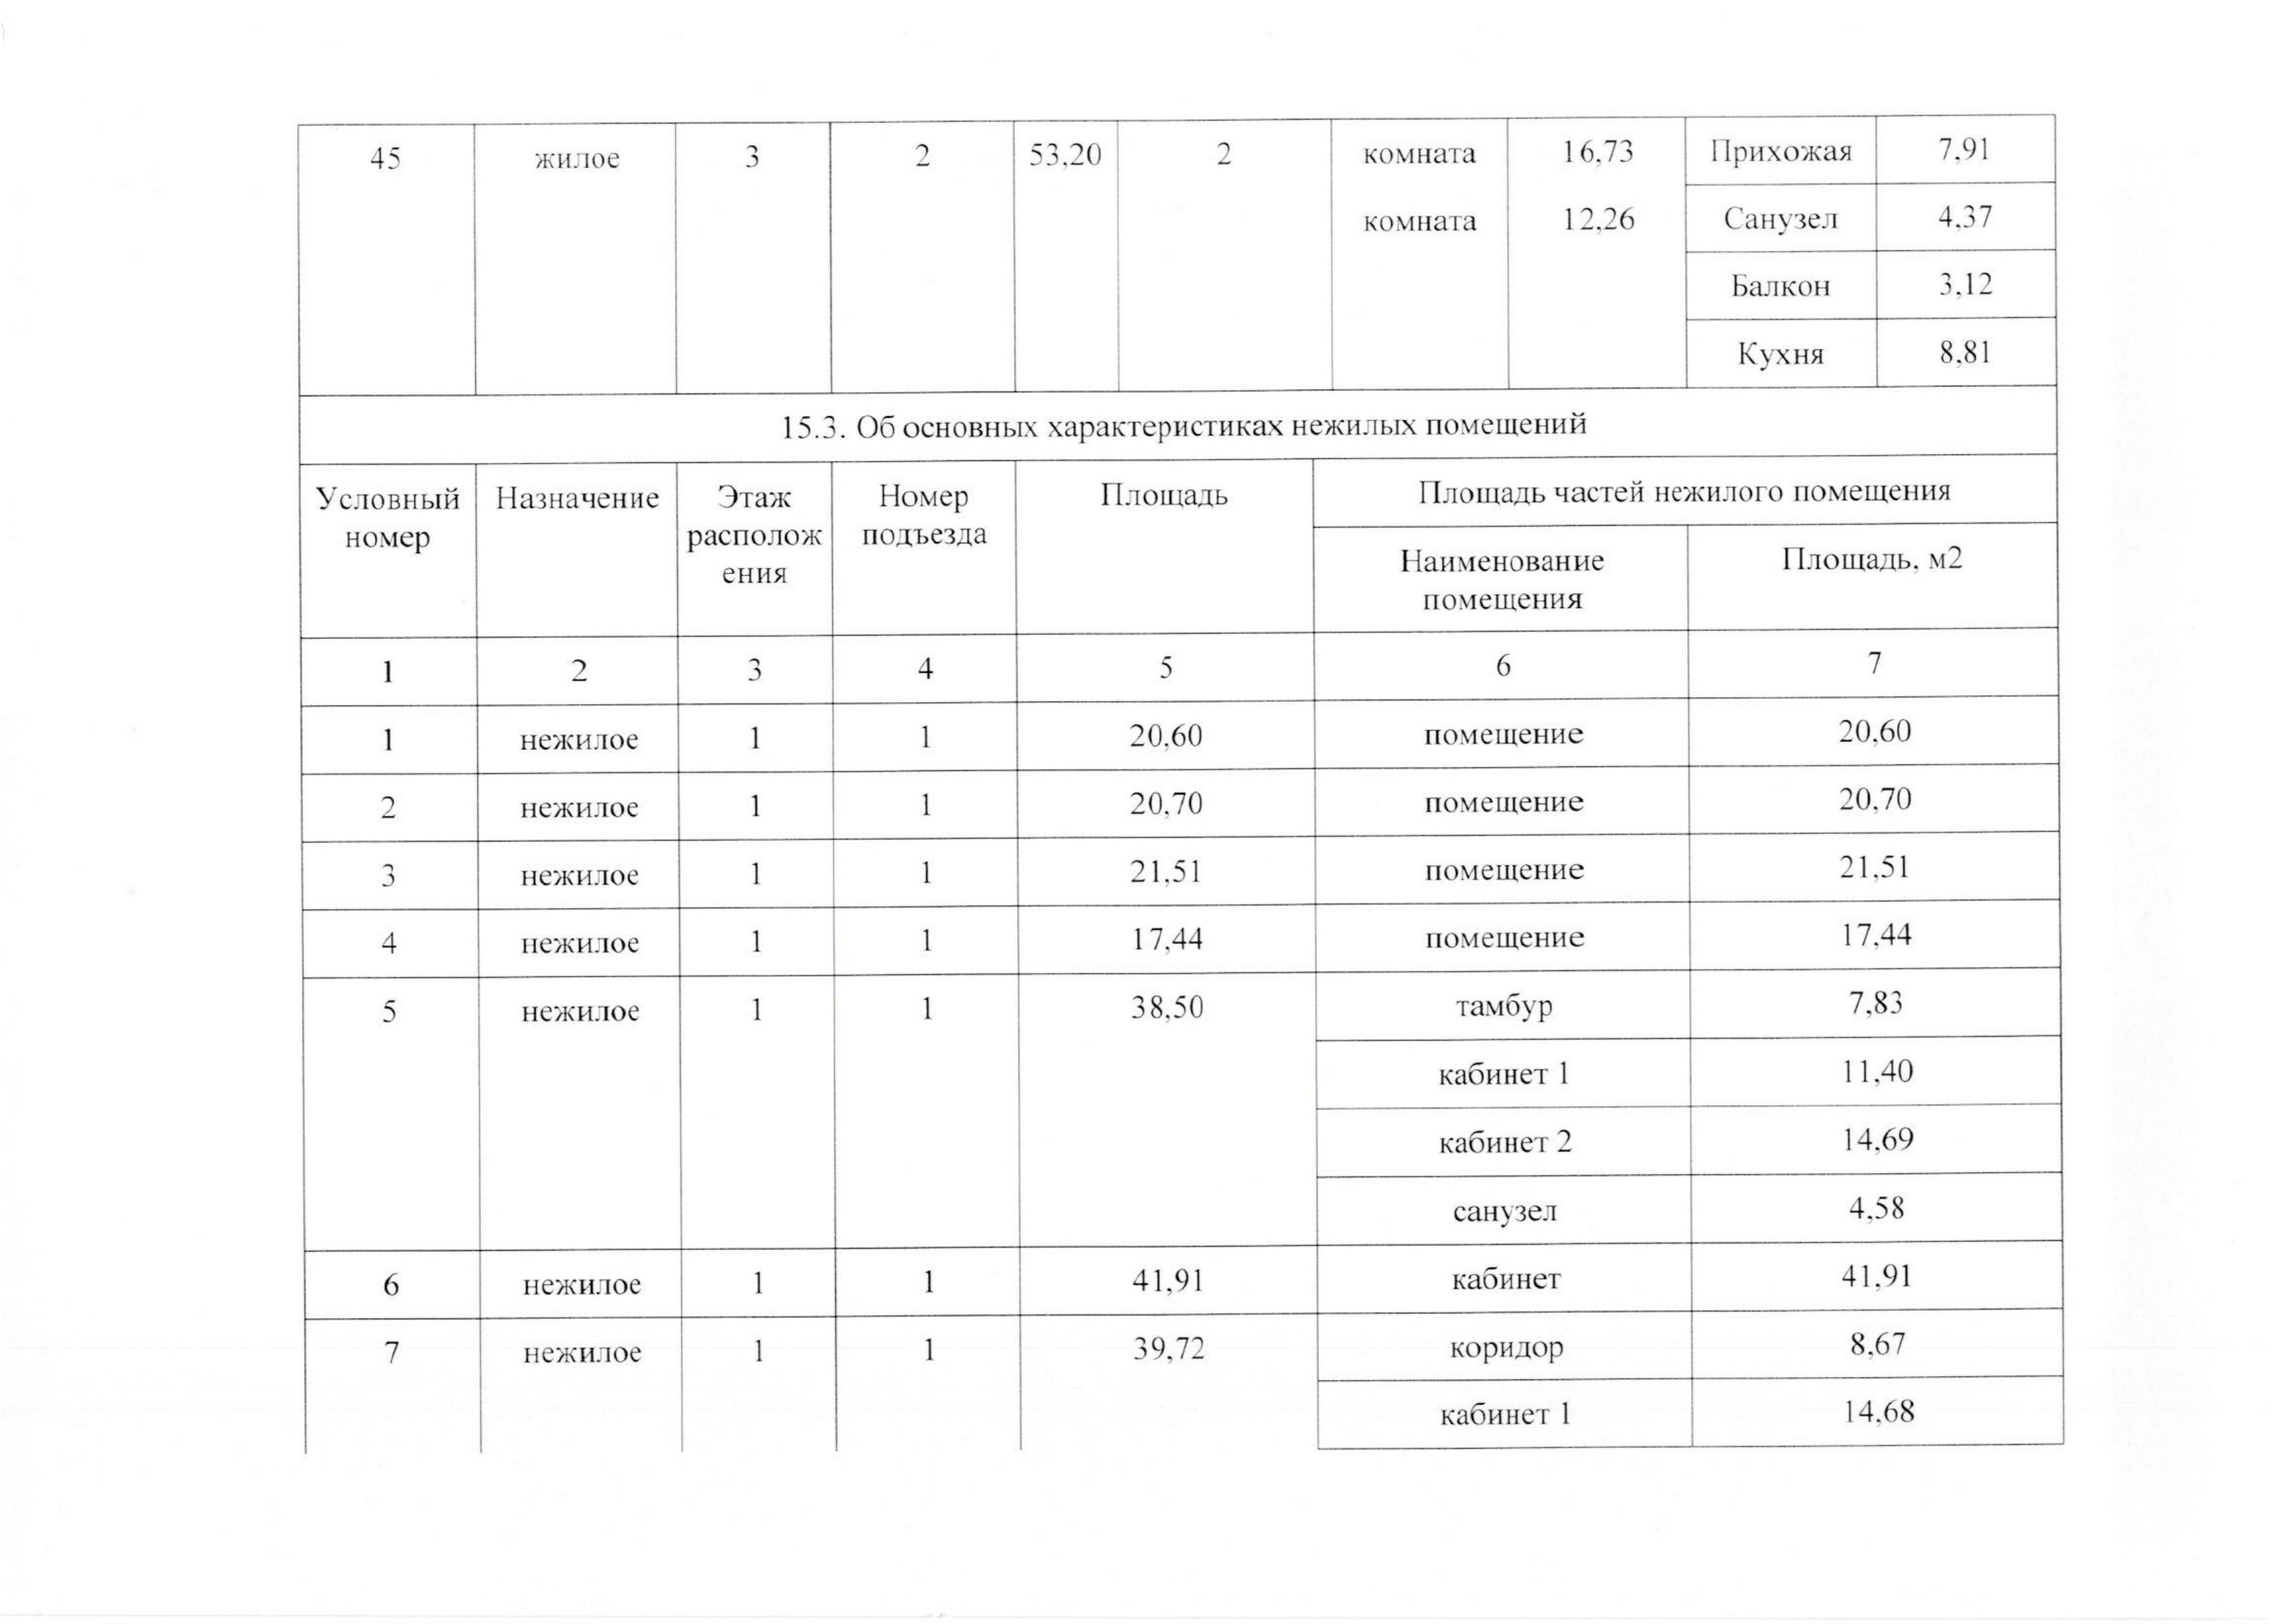 45 жилое 3 2 53,20 2 комната 16,73 Прихожая 7,91
комната 12,26 Санузел 4,37
Балкон 3,12
Кухня 8,81
15.3. Об основных характеристиках нежилых помещений
Условный номер Назначение Этаж располож ения Номер подъезда Площадь Площадь частей нежилого помещения
Наименование помещения Площадь, м2
1 2 3 4 5 6 7
1 нежилое 1 1 20,60 помещение 20,60
2 нежилое 1 1 20,70 помещение 20,70
3 нежилое 1 1 21,51 помещение 21,51
4 нежилое 1 1 17,44 помещение 17,44
5 нежилое 1 1 38,50 тамбур 7,83
кабинет 1 11,40
кабинет 2 14,69
санузел 4,58
6 нежилое 1 1 41,91 кабинет 41,91
7 нежилое 1 1 39,72 коридор 8,67
кабинет 1 14,68